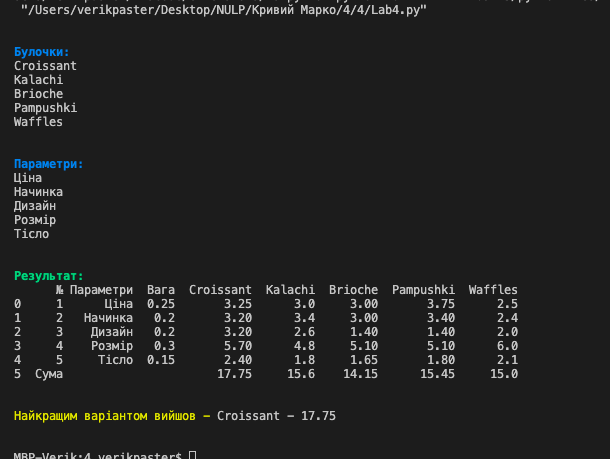 "/Users/verikpaster/Desktop/NULP/Кривий Марко/4/4/Lab4.py"
Булочки:
Croissant
Kalachi
Brioche
Pampushki
Waffles
Параметри:
Ціна
Начинка
Дизайн
Розмір
Тісло
Результат:
№ Параметри Вага Croissant Kalachi Brioche Pampushki Waffles
0 1 Ціна 0.25 3.25 3.0 3.00 3.75 2.5
1 2 Начинка 0.2 3.20 3.4 3.00 3.40 2.4
2 3 Дизайн 0.2 3.20 2.6 1.40 1.40 2.0
3 4 Розмір 0.3 5.70 4.8 5.10 5.10 6.0
4 5 Тісло 0.15 2.40 1.8 1.65 1.80 2.1
5 Сума 17.75 15.6 14.15 15.45 15.0
Найкращим варіантом вийшов - Croissant - 17.75
MBP-Verik:4 verikpaster$